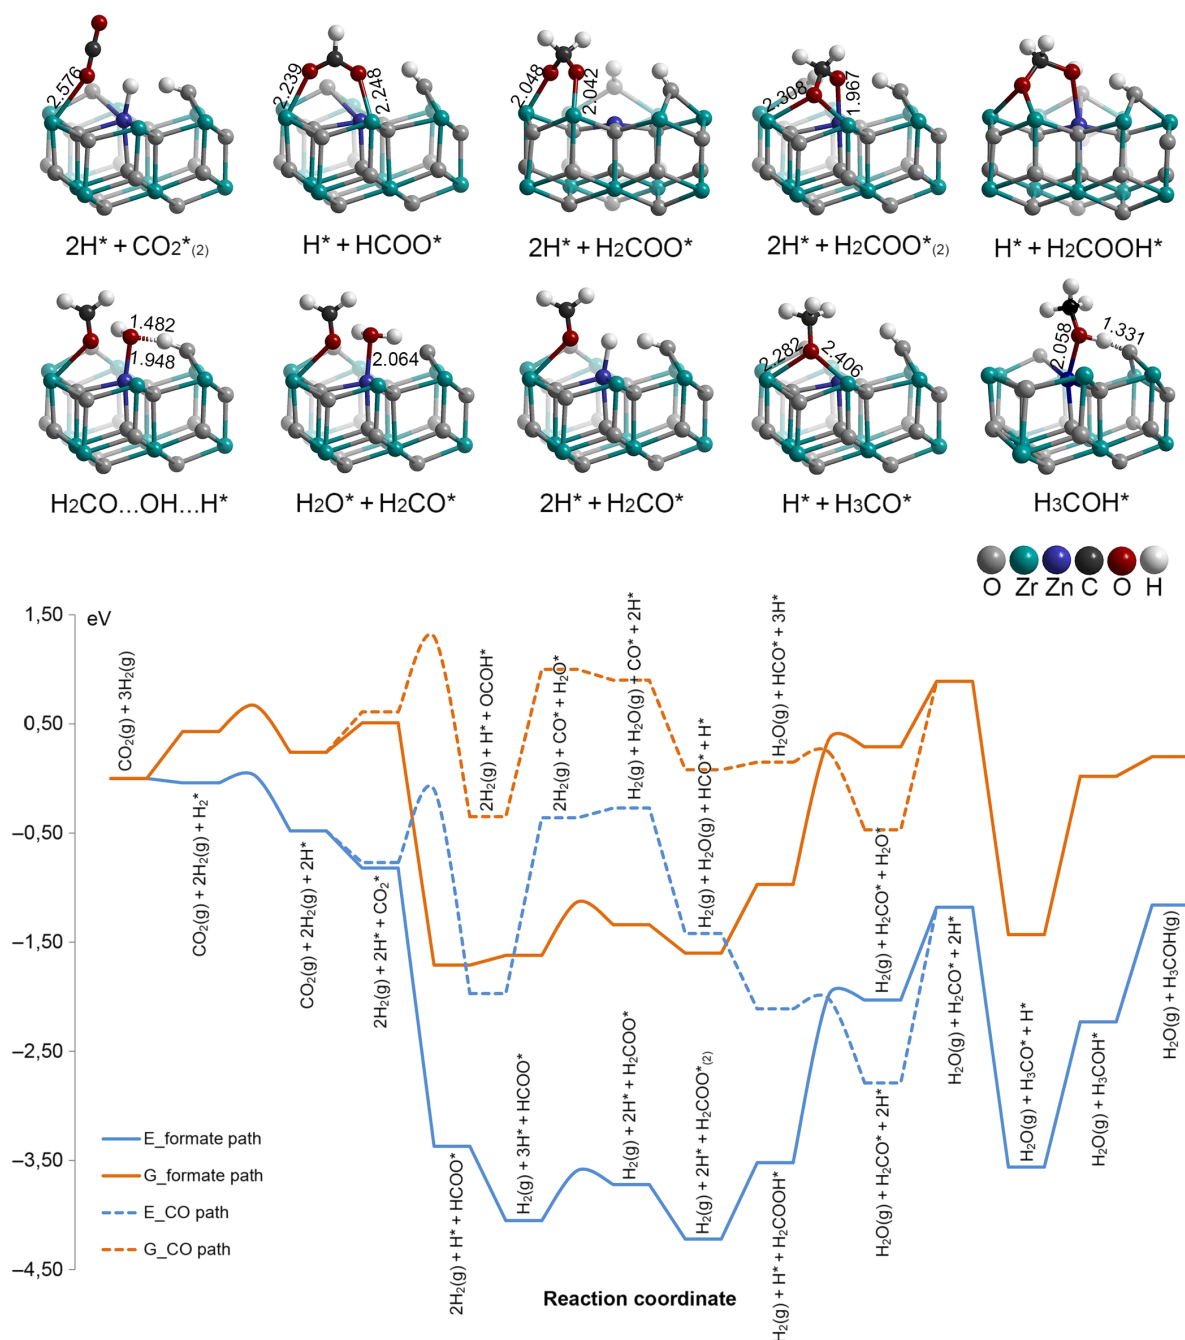 2.576
2.239
2.248
2.048
2.042
2.308
1.967
2H* + CO2*(2)
H* + HCOO*
2H* + H2COO*
2H* + H2COO*(2)
H* + H2COOH*
1.482
1.948
2.064
2.282
2.406
2.058
1.331
H2CO...OH...H*
H2O* + H2CO*
2H* + H2CO*
H* + H3CO*
H3COH*
O Zr Zn C O H
eV
1,50
0,50
–0,50
–1,50
–2,50
–3,50
–4,50
CO2(g) + 3H2(g)
CO2(g) + 2H2(g) + H2*
CO2(g) + 2H2(g) + 2H*
2H2(g) + 2H* + CO2*
2H2(g) + H* + HCOO*
2H2(g) + H* + OCOH*
H2(g) + 3H* + HCOO*
2H2(g) + CO* + H2O*
H2(g) + H2O(g) + CO* + 2H*
H2(g) + 2H* + H2COO*
H2(g) + H2O(g) + HCO* + H*
H2(g) + 2H* + H2COO*(2)
H2O(g) + HCO* + 3H*
H2(g) + H* + H2COOH*
H2(g) + H2CO* + H2O*
H2O(g) + H2CO* + 2H*
H2O(g) + H2CO* + 2H*
H2O(g) + H3CO* + H*
H2O(g) + H3COH*
H2O(g) + H3COH(g)
E_formate path
G_formate path
E_CO path
G_CO path
Reaction coordinate